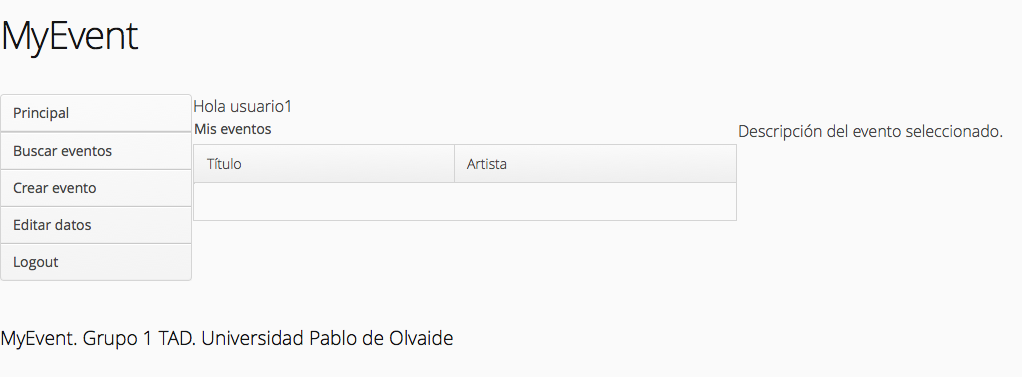 MyEvent
Principal
Buscar eventos
Crear evento
Editar datos
Logout
Hola usuario1
Mis eventos
Título Artista
Descripción del evento seleccionado.
MyEvent. Grupo 1 TAD. Universidad Pablo de Olvaide